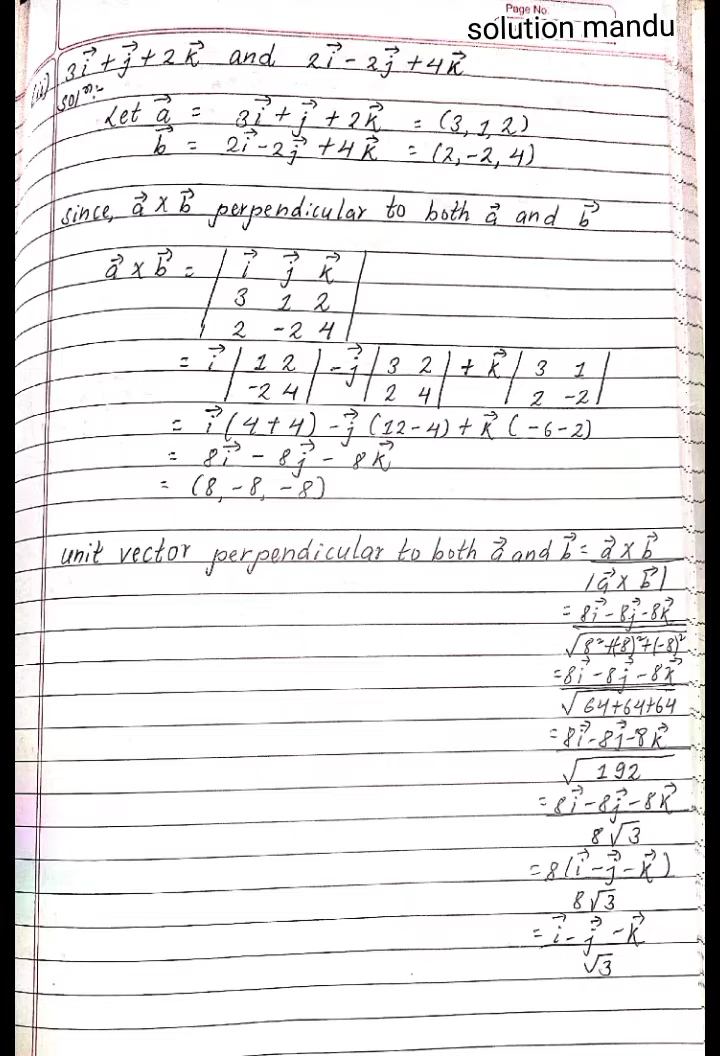 Page No.
solution mandu
(ii) 3i⃗ + j⃗ + 2k⃗ and 2i⃗ - 2j⃗ + 4k⃗
solⁿ:-
Let a⃗ = 3i⃗ + j⃗ + 2k⃗ = (3, 1, 2)
b⃗ = 2i⃗ - 2j⃗ + 4k⃗ = (2, -2, 4)
since, a⃗ x b⃗ perpendicular to both a⃗ and b⃗
a⃗ x b⃗ = | i⃗ j⃗ k⃗ |
3 1 2
2 -2 4
= i⃗ | 1 2 | - j⃗ | 3 2 | + k⃗ | 3 1 |
-2 4 | 2 4 | 2 -2 |
= i⃗ (4 + 4) - j⃗ (12 - 4) + k⃗ (-6 - 2)
= 8i⃗ - 8j⃗ - 8k⃗
= (8, -8, -8)
unit vector perpendicular to both a⃗ and b⃗ = a⃗ x b⃗
|a⃗ x b⃗|
= 8i⃗ - 8j⃗ - 8k⃗
√8²+(-8)²+(-8)²
= 8i⃗ - 8j⃗ - 8k⃗
√64+64+64
= 8i⃗ - 8j⃗ - 8k⃗
√192
= 8i⃗ - 8j⃗ - 8k⃗
8√3
= 8(i⃗ - j⃗ - k⃗)
8√3
= i⃗ - j⃗ - k⃗
√3